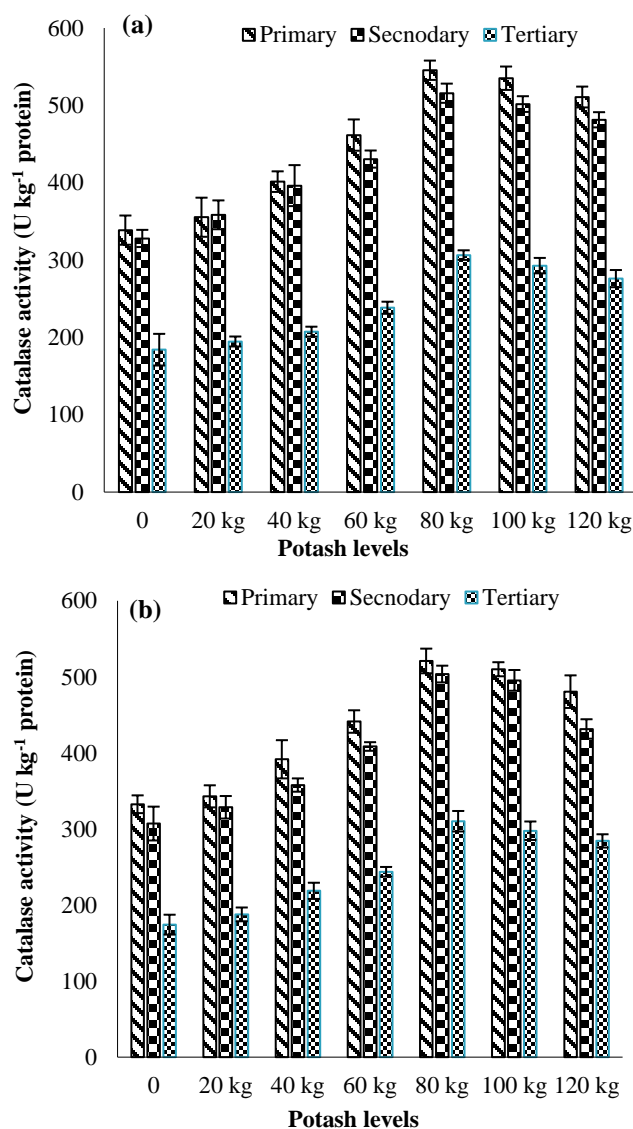 (a)
Primary Secnodary Tertiary
600
500
400
300
200
100
0
Catalase activity (U kg-1 protein)
0 20 kg 40 kg 60 kg 80 kg 100 kg 120 kg
Potash levels
(b)
Primary Secnodary Tertiary
600
500
400
300
200
100
0
Catalase activity (U kg-1 protein)
0 20 kg 40 kg 60 kg 80 kg 100 kg 120 kg
Potash levels